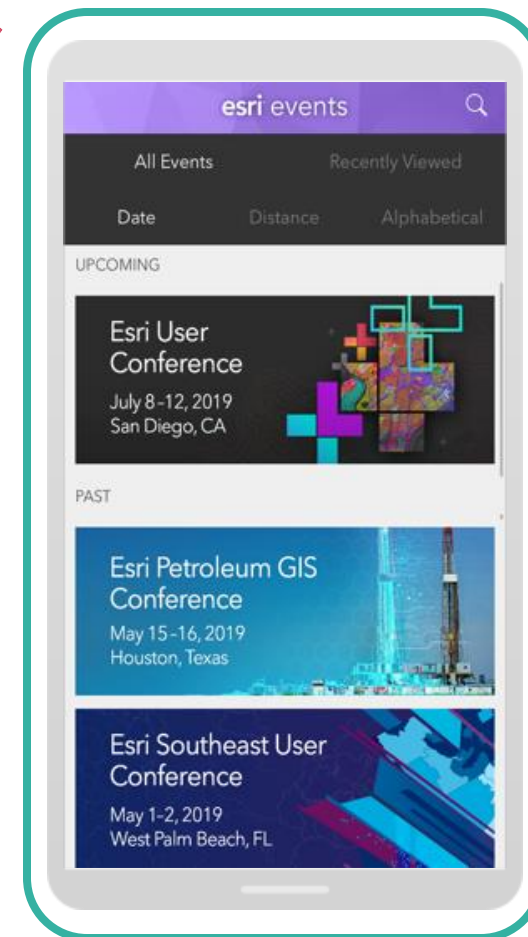 esri events
All Events Recently Viewed
Date Distance Alphabetical
UPCOMING
Esri User
Conference
July 8-12, 2019
San Diego, CA
PAST
Esri Petroleum GIS
Conference
May 15-16, 2019
Houston, Texas
Esri Southeast User
Conference
May 1-2, 2019
West Palm Beach, FL